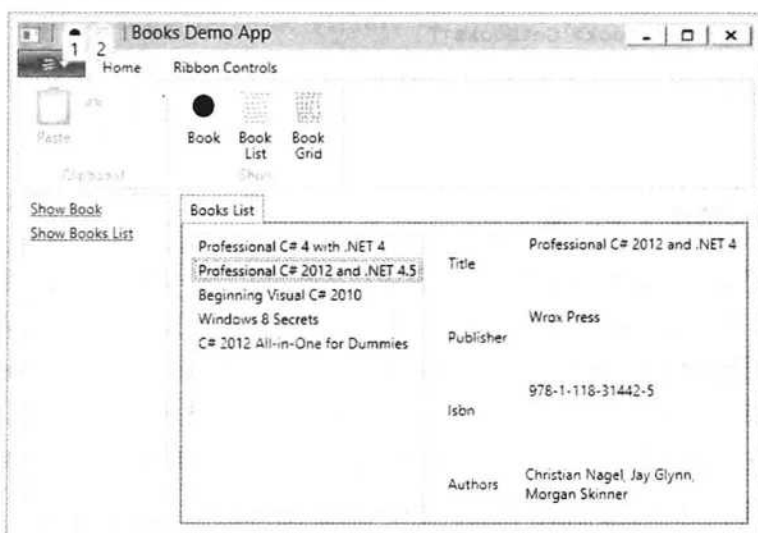 Books Demo App
1 2
Home Ribbon Controls
Paste
Book Book List Book Grid
Clipboard
Show
Show Book
Show Books List
Books List
Professional C# 4 with .NET 4
Professional C# 2012 and .NET 4.5
Beginning Visual C# 2010
Windows 8 Secrets
C# 2012 All-in-One for Dummies
Title Professional C# 2012 and .NET 4
Publisher Wrox Press
Isbn 978-1-118-31442-5
Authors Christian Nagel, Jay Glynn,
Morgan Skinner